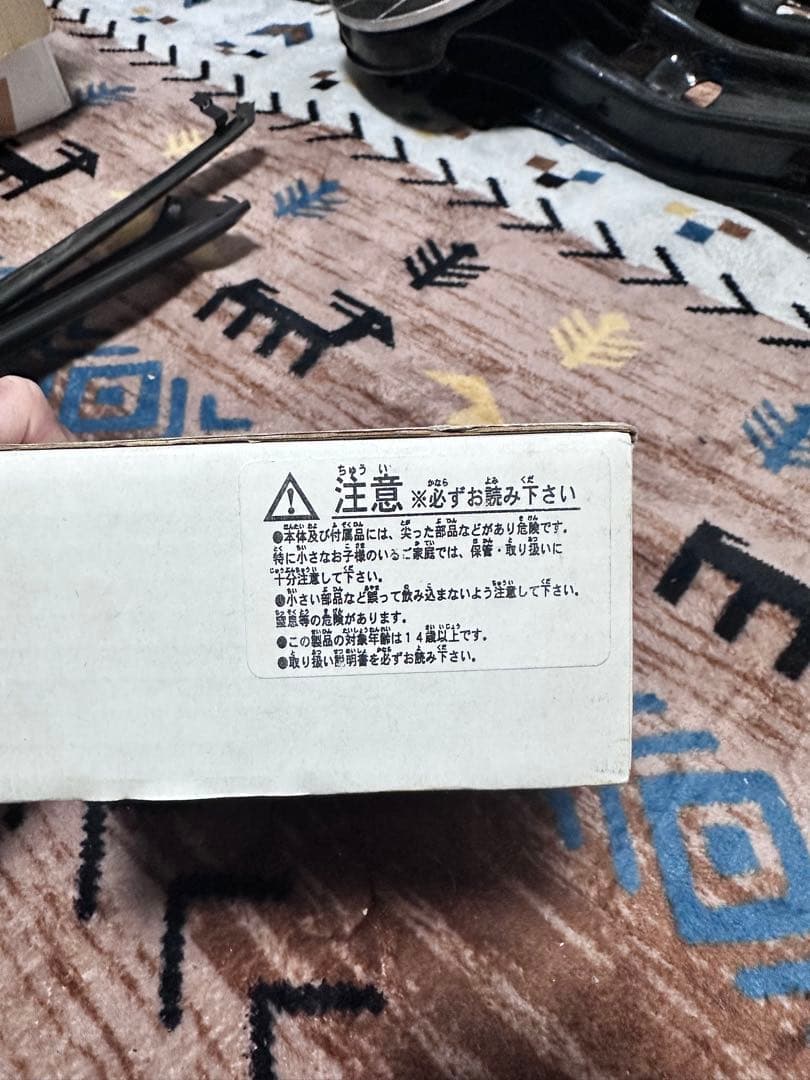 注意 ※必ずお読み下さい
●本体及び付属品には、尖った部品などがあり危険です。
特に小さなお子様のいるご家庭では、保管・取り扱いに
十分注意して下さい。
●小さい部品など誤って飲み込まないよう注意して下さい。
窒息等の危険があります。
●この製品の対象年齢は14歳以上です。
●取り扱い説明書を必ずお読み下さい。